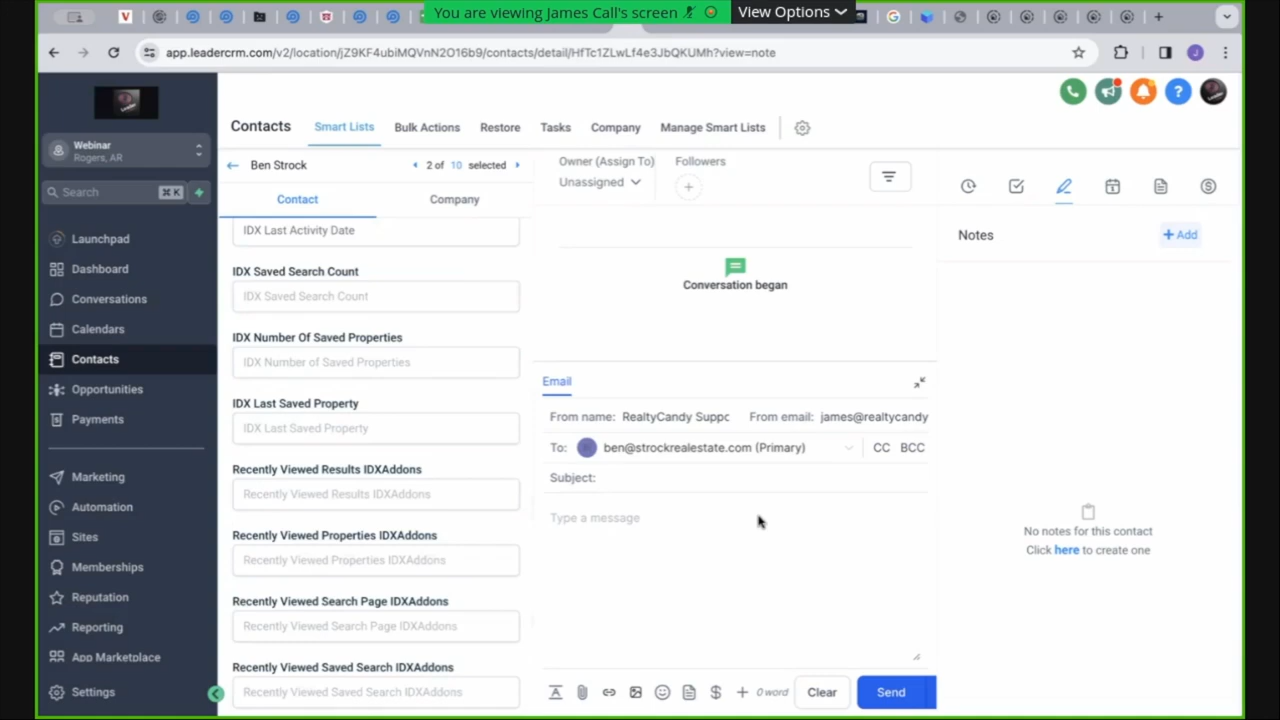 You are viewing James Call's screen
View Options
app.leadercrm.com/v2/location/jZ9KF4ubiMQVnN2O16b9/contacts/detail/HfTc1ZLwLf4e3JbQKUMh?view=note
J
Webinar
Rogers, AR
Search
⌘ K
Launchpad
Dashboard
Conversations
Calendars
Contacts
Opportunities
Payments
Marketing
Automation
Sites
Memberships
Reputation
Reporting
App Marketplace
Settings
Contacts Smart Lists Bulk Actions Restore Tasks Company Manage Smart Lists
Ben Strock 2 of 10 selected
Contact Company
IDX Last Activity Date
IDX Saved Search Count
IDX Saved Search Count
IDX Number Of Saved Properties
IDX Number of Saved Properties
IDX Last Saved Property
IDX Last Saved Property
Recently Viewed Results IDXAddons
Recently Viewed Results IDXAddons
Recently Viewed Properties IDXAddons
Recently Viewed Properties IDXAddons
Recently Viewed Search Page IDXAddons
Recently Viewed Search Page IDXAddons
Recently Viewed Saved Search IDXAddons
Recently Viewed Saved Search IDXAddons
Owner (Assign To) Followers
Unassigned
Conversation began
Email
From name: RealtyCandy Suppc From email: james@realtycandy
To: ben@strockrealestate.com (Primary) CC BCC
Subject:
Type a message
0 word Clear Send
Notes + Add
No notes for this contact
Click here to create one